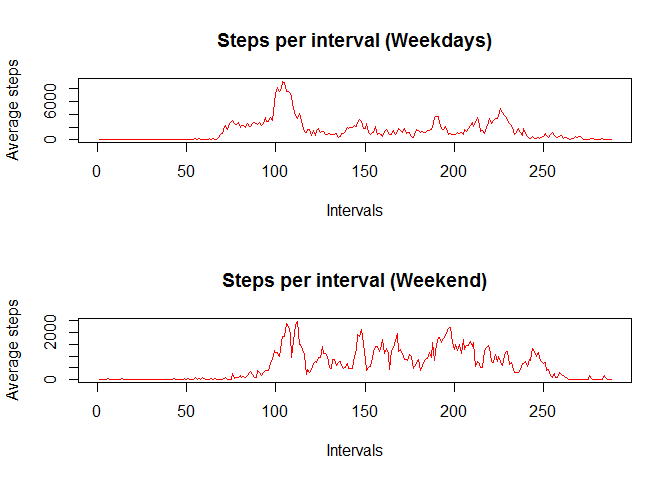 Steps per interval (Weekdays)
Average steps
6000
0
0 50 100 150 200 250
Intervals
Steps per interval (Weekend)
Average steps
2000
0
0 50 100 150 200 250
Intervals